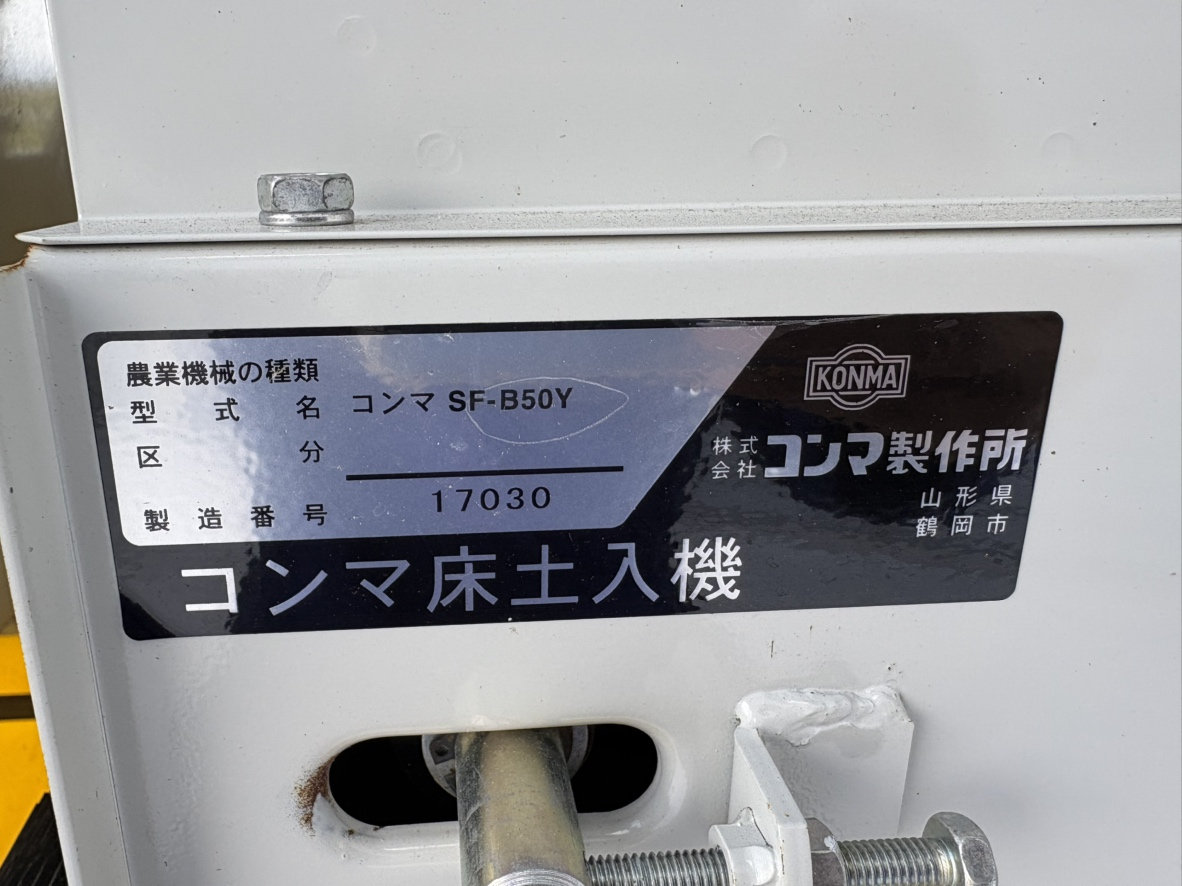 農業機械の種類
型式名 コンマ SF-B50Y
区分
製造番号 17030
コンマ床土入機
KONMA
株式会社 コンマ製作所
山形県
鶴岡市